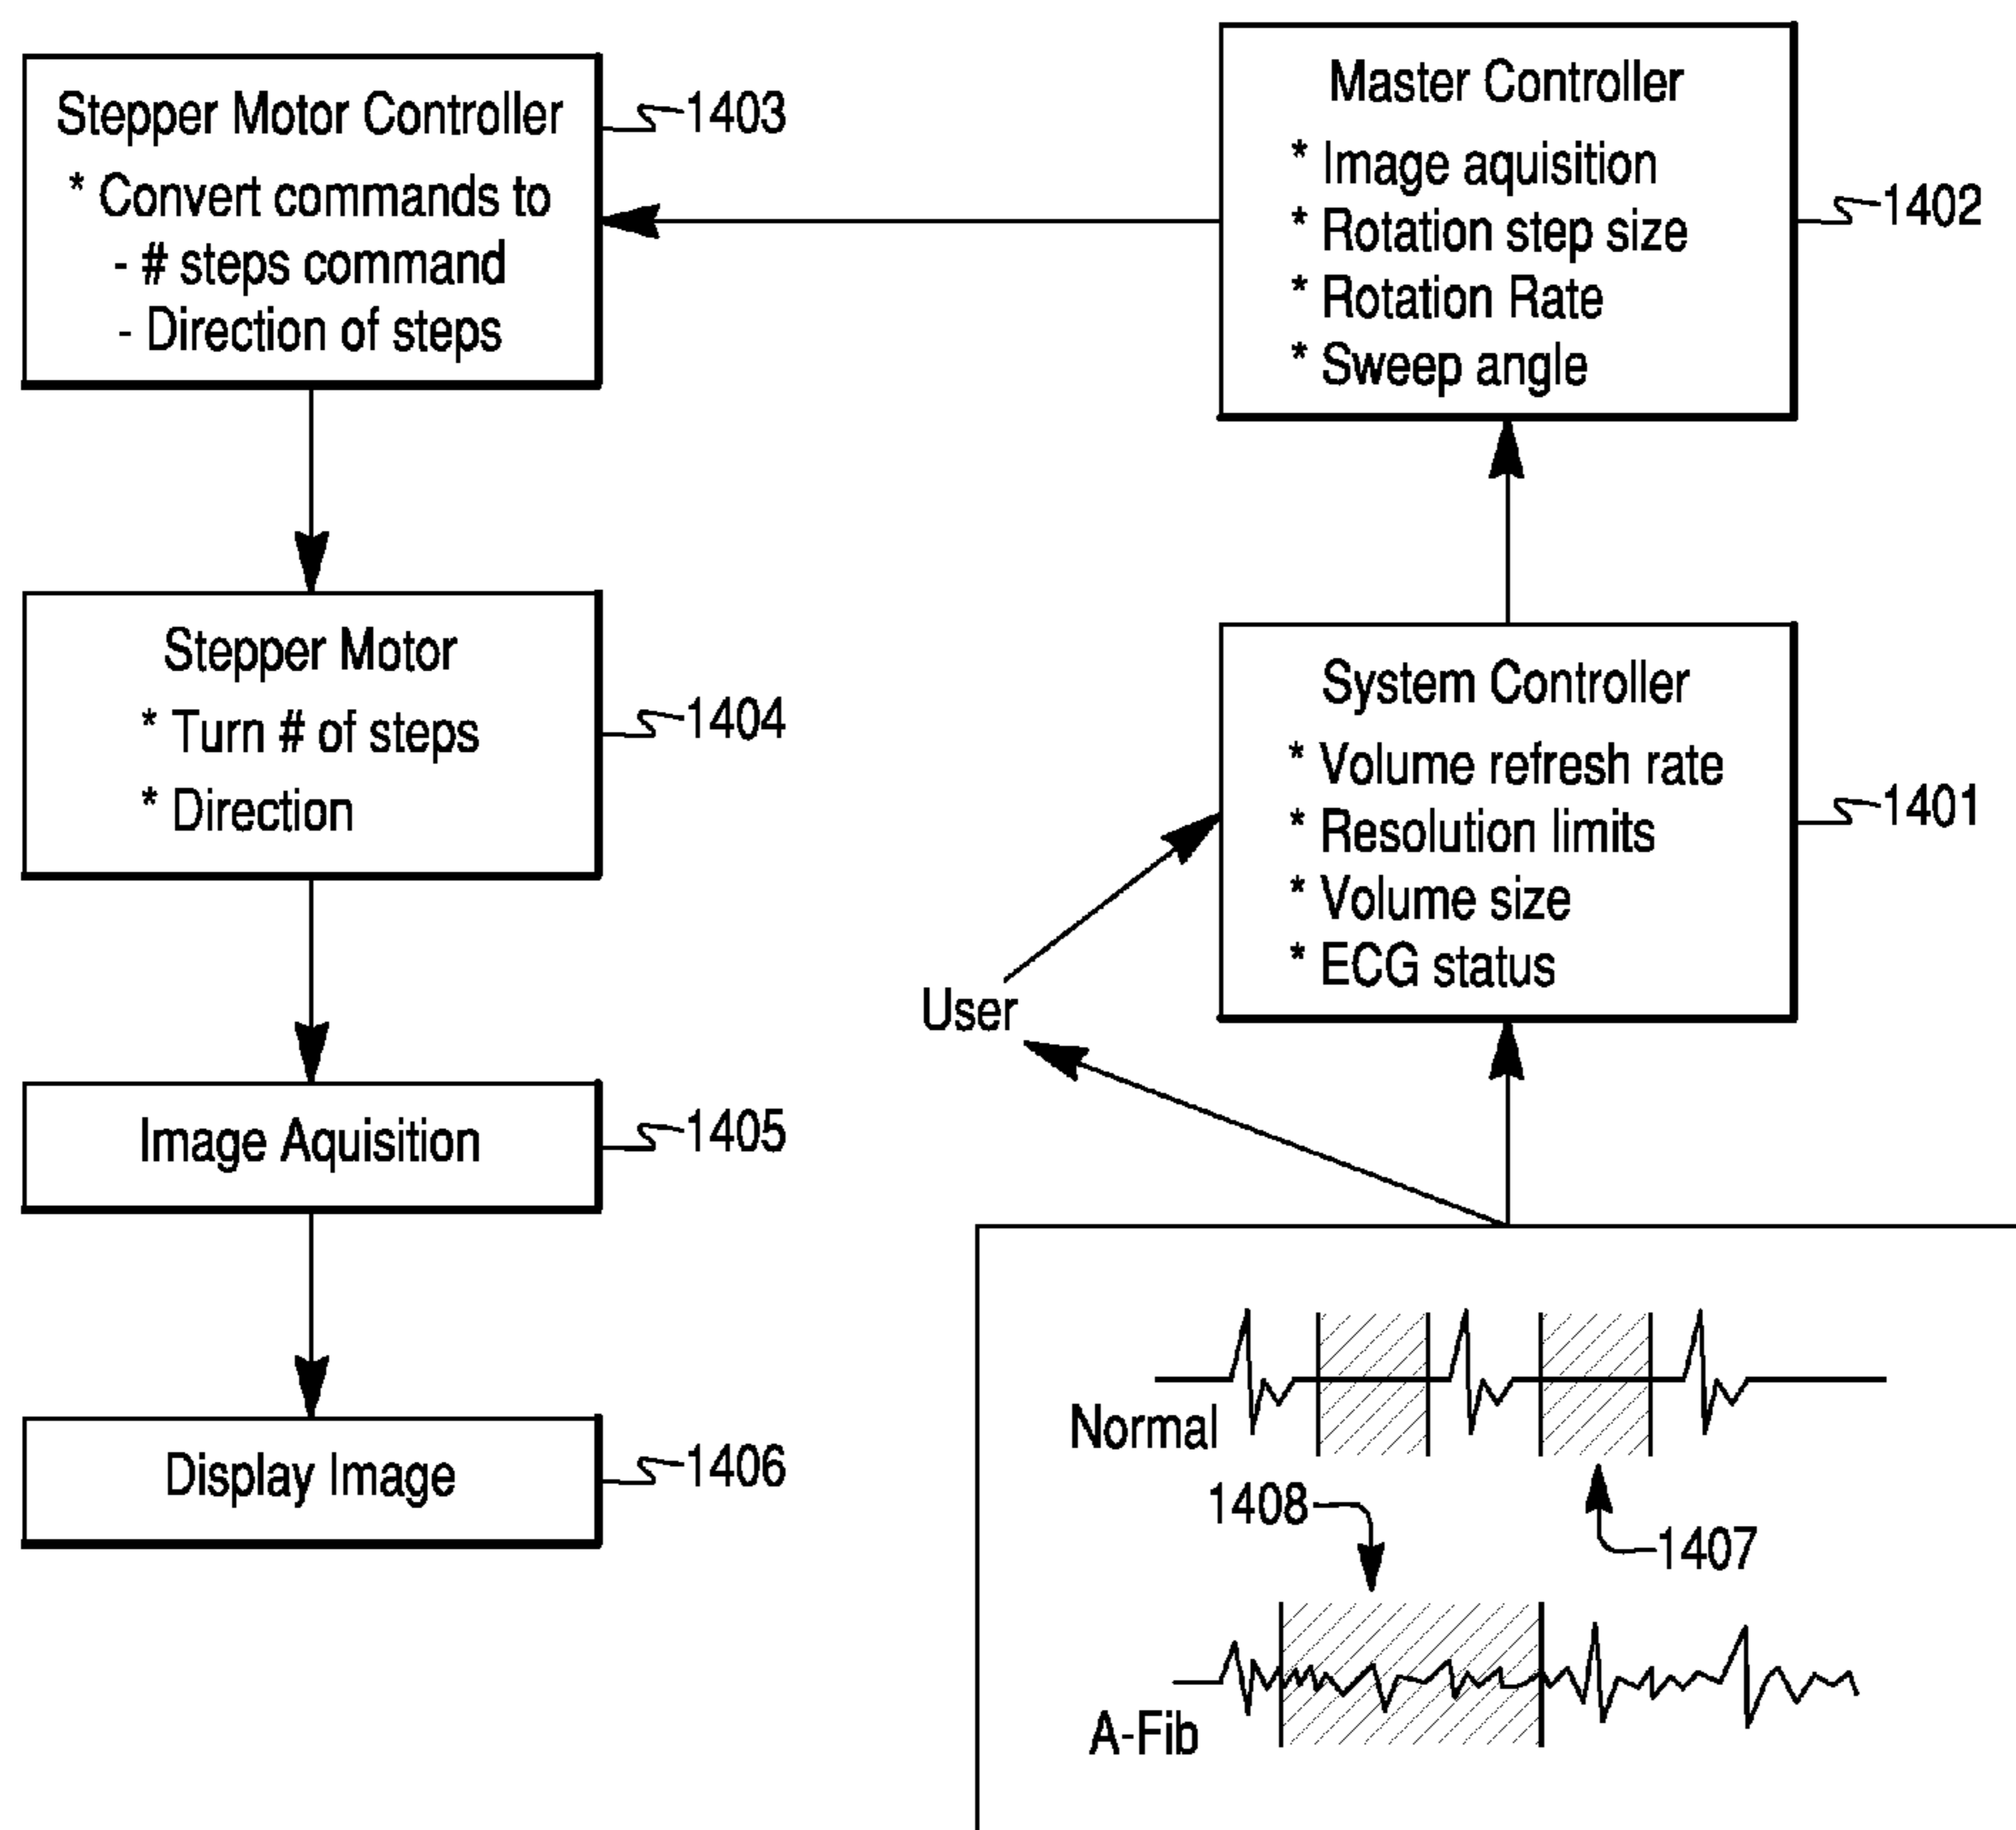 Stepper Motor Controller
* Convert commands to
- # steps command
- Direction of steps
1403
Master Controller
* Image aquisition
* Rotation step size
* Rotation Rate
* Sweep angle
1402
Stepper Motor
* Turn # of steps
* Direction
1404
System Controller
* Volume refresh rate
* Resolution limits
* Volume size
* ECG status
1401
User
Image Aquisition
1405
Display Image
1406
Normal
1408
1407
A-Fib